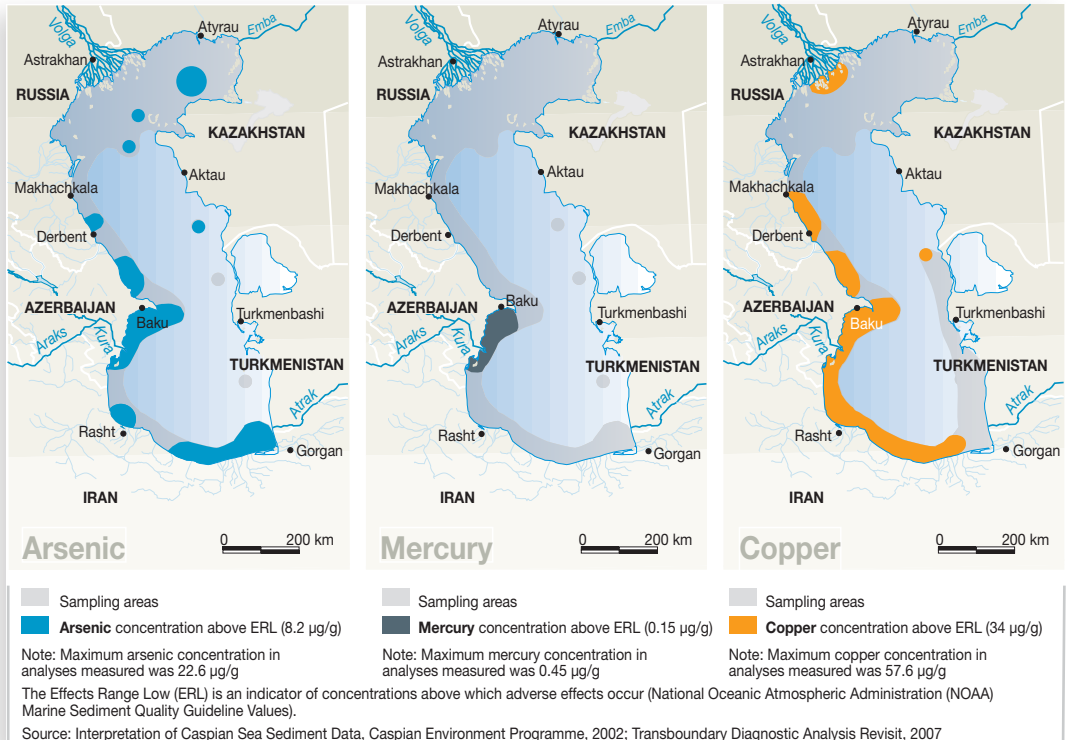 Volga
Atyrau
Emba
Astrakhan
RUSSIA
KAZAKHSTAN
Aktau
Makhachkala
Derbent
AZERBAIJAN
Baku
Turkmenbashi
Araks
Kura
TURKMENISTAN
Atrak
Rasht
Gorgan
IRAN
Arsenic
0 200 km
Volga
Atyrau
Emba
Astrakhan
RUSSIA
KAZAKHSTAN
Aktau
Makhachkala
Derbent
AZERBAIJAN
Baku
Turkmenbashi
Araks
Kura
TURKMENISTAN
Atrak
Rasht
Gorgan
IRAN
Mercury
0 200 km
Volga
Atyrau
Emba
Astrakhan
RUSSIA
KAZAKHSTAN
Aktau
Makhachkala
Derbent
AZERBAIJAN
Baku
Turkmenbashi
Araks
Kura
TURKMENISTAN
Atrak
Rasht
Gorgan
IRAN
Copper
0 200 km
Sampling areas
Arsenic concentration above ERL (8.2 µg/g)
Note: Maximum arsenic concentration in
analyses measured was 22.6 µg/g
Sampling areas
Mercury concentration above ERL (0.15 µg/g)
Note: Maximum mercury concentration in
analyses measured was 0.45 µg/g
Sampling areas
Copper concentration above ERL (34 µg/g)
Note: Maximum copper concentration in
analyses measured was 57.6 µg/g
The Effects Range Low (ERL) is an indicator of concentrations above which adverse effects occur (National Oceanic Atmospheric Administration (NOAA)
Marine Sediment Quality Guideline Values).
Source: Interpretation of Caspian Sea Sediment Data, Caspian Environment Programme, 2002; Transboundary Diagnostic Analysis Revisit, 2007